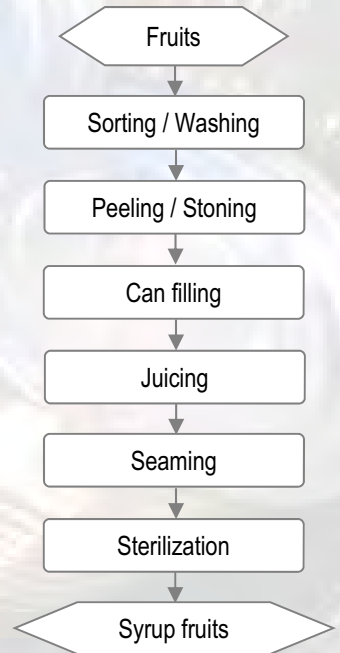 Fruits
Sorting / Washing
Peeling / Stoning
Can filling
Juicing
Seaming
Sterilization
Syrup fruits